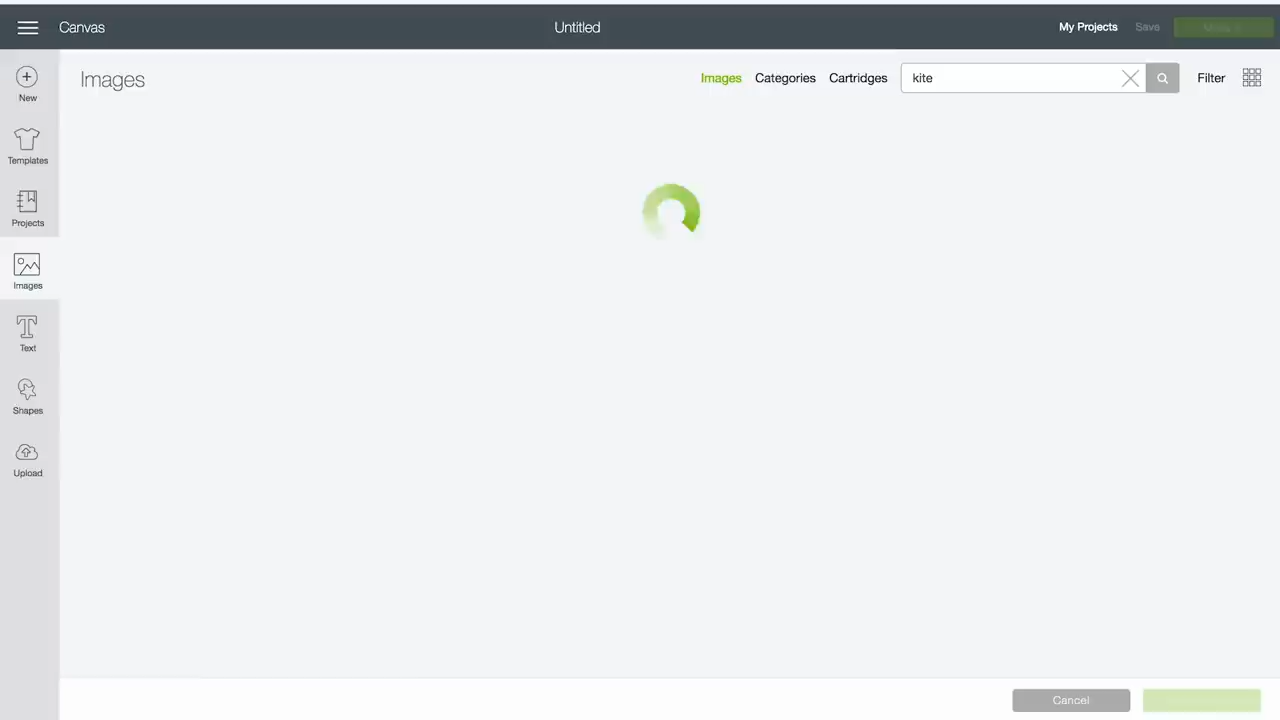 Canvas
Untitled
My Projects
Save
New
Images
Images
Categories
Cartridges
kite
Filter
Templates
Projects
Images
Text
Shapes
Upload
Cancel